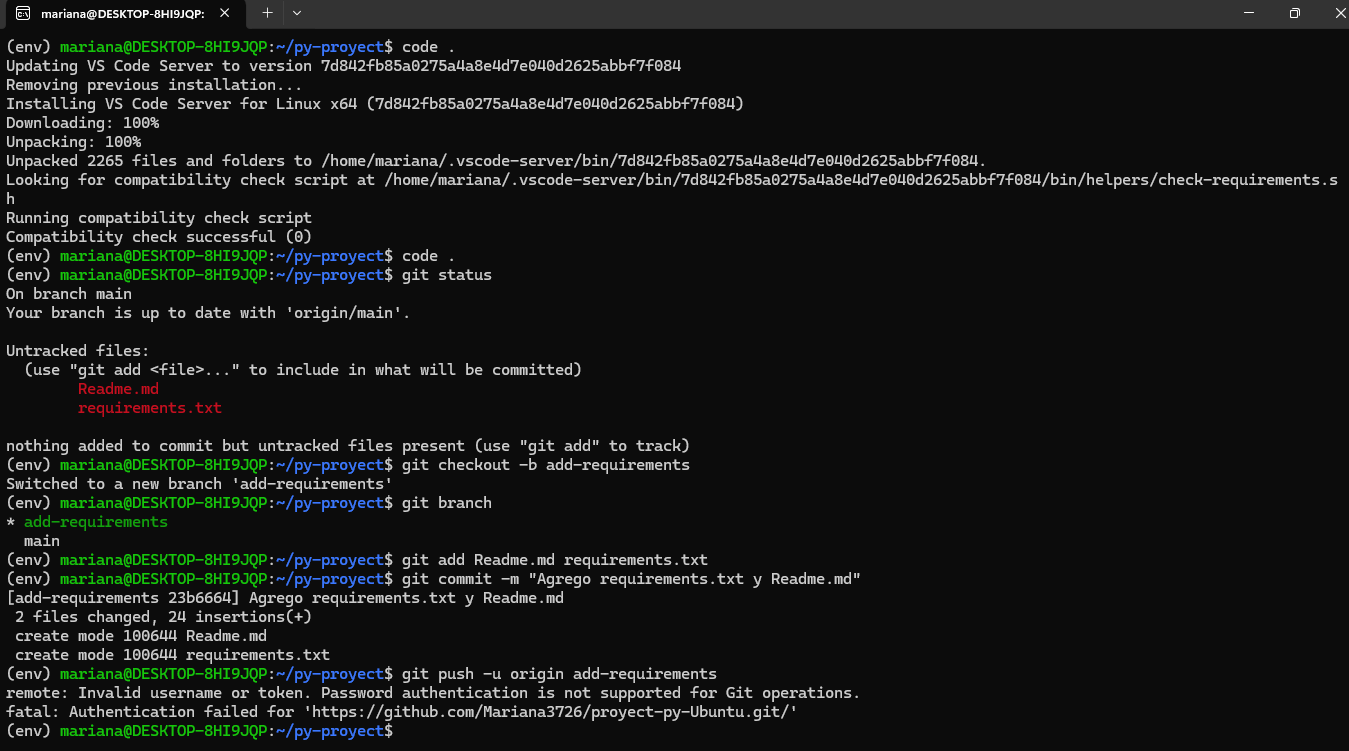 mariana@DESKTOP-8HI9JQP:
(env) mariana@DESKTOP-8HI9JQP:~/py-proyect$ code .
Updating VS Code Server to version 7d842fb85a0275a4a8e4d7e040d2625abbf7f084
Removing previous installation...
Installing VS Code Server for Linux x64 (7d842fb85a0275a4a8e4d7e040d2625abbf7f084)
Downloading: 100%
Unpacking: 100%
Unpacked 2265 files and folders to /home/mariana/.vscode-server/bin/7d842fb85a0275a4a8e4d7e040d2625abbf7f084.
Looking for compatibility check script at /home/mariana/.vscode-server/bin/7d842fb85a0275a4a8e4d7e040d2625abbf7f084/bin/helpers/check-requirements.s
h
Running compatibility check script
Compatibility check successful (0)
(env) mariana@DESKTOP-8HI9JQP:~/py-proyect$ code .
(env) mariana@DESKTOP-8HI9JQP:~/py-proyect$ git status
On branch main
Your branch is up to date with 'origin/main'.

Untracked files:
  (use "git add <file>..." to include in what will be committed)
        Readme.md
        requirements.txt

nothing added to commit but untracked files present (use "git add" to track)
(env) mariana@DESKTOP-8HI9JQP:~/py-proyect$ git checkout -b add-requirements
Switched to a new branch 'add-requirements'
(env) mariana@DESKTOP-8HI9JQP:~/py-proyect$ git branch
* add-requirements
  main
(env) mariana@DESKTOP-8HI9JQP:~/py-proyect$ git add Readme.md requirements.txt
(env) mariana@DESKTOP-8HI9JQP:~/py-proyect$ git commit -m "Agrego requirements.txt y Readme.md"
[add-requirements 23b6664] Agrego requirements.txt y Readme.md
 2 files changed, 24 insertions(+)
 create mode 100644 Readme.md
 create mode 100644 requirements.txt
(env) mariana@DESKTOP-8HI9JQP:~/py-proyect$ git push -u origin add-requirements
remote: Invalid username or token. Password authentication is not supported for Git operations.
fatal: Authentication failed for 'https://github.com/Mariana3726/proyect-py-Ubuntu.git/'
(env) mariana@DESKTOP-8HI9JQP:~/py-proyect$